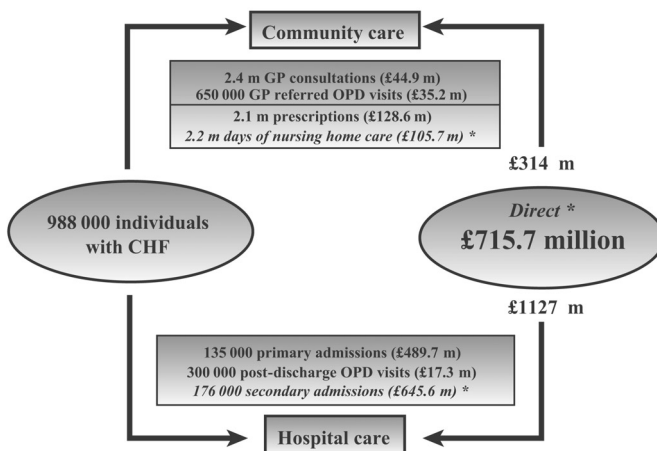 Community care
2.4 m GP consultations (£44.9 m)
650 000 GP referred OPD visits (£35.2 m)
2.1 m prescriptions (£128.6 m)
2.2 m days of nursing home care (£105.7 m) *
£314 m
988 000 individuals
with CHF
Direct *
£715.7 million
£1127 m
135 000 primary admissions (£489.7 m)
300 000 post-discharge OPD visits (£17.3 m)
176 000 secondary admissions (£645.6 m) *
Hospital care